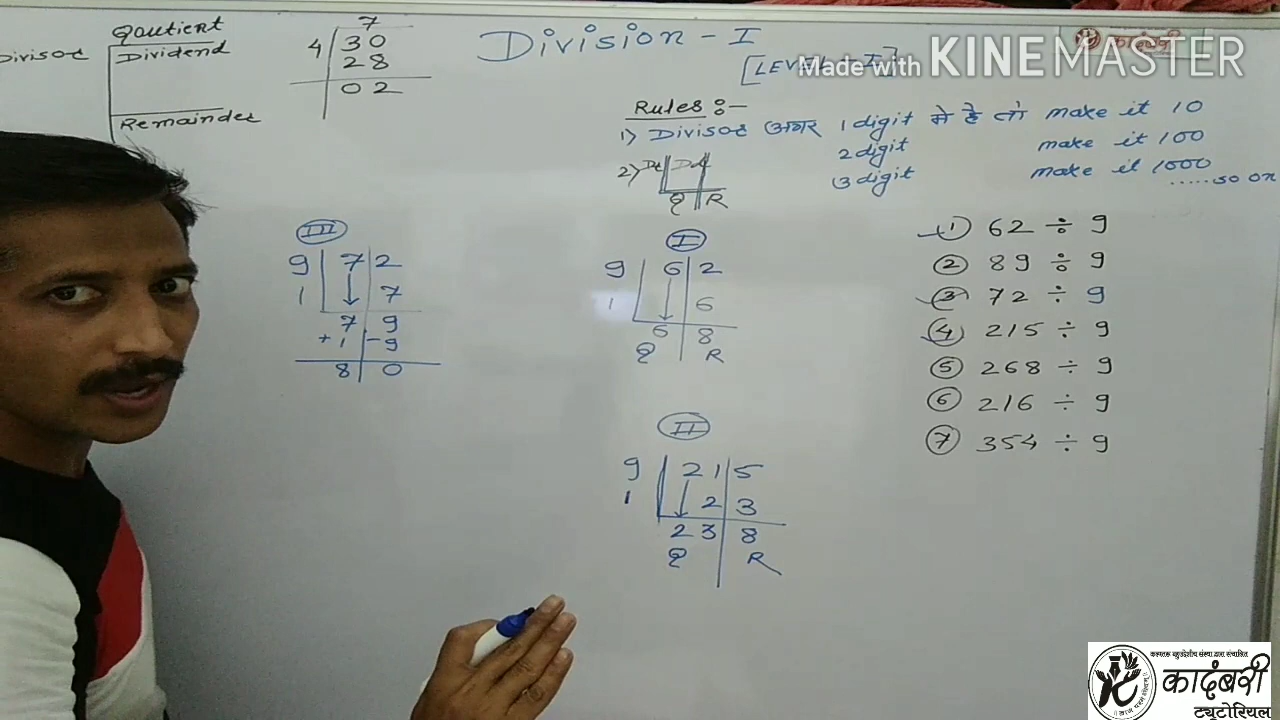 Qoutient
Divisor Dividend
Remainder
7
4 30
28
02
Division - I
[LEVEL - I]
Made with KINEMASTER
कादंबरी
Rules :-
1) Divisor अगर 1 digit मे है तो make it 10
2 digit make it 100
3 digit make it 1000
.....so on
2)
Q R
III
9 7 2
1 7
7 9
+1 -9
8 0
I
9 6 2
1 6
6 8
Q R
II
9 2 1 5
1 2 3
2 3 8
Q R
1 62 ÷ 9
2 89 ÷ 9
3 72 ÷ 9
4 215 ÷ 9
5 268 ÷ 9
6 216 ÷ 9
7 354 ÷ 9
कादंबरी
ट्युटोरियल